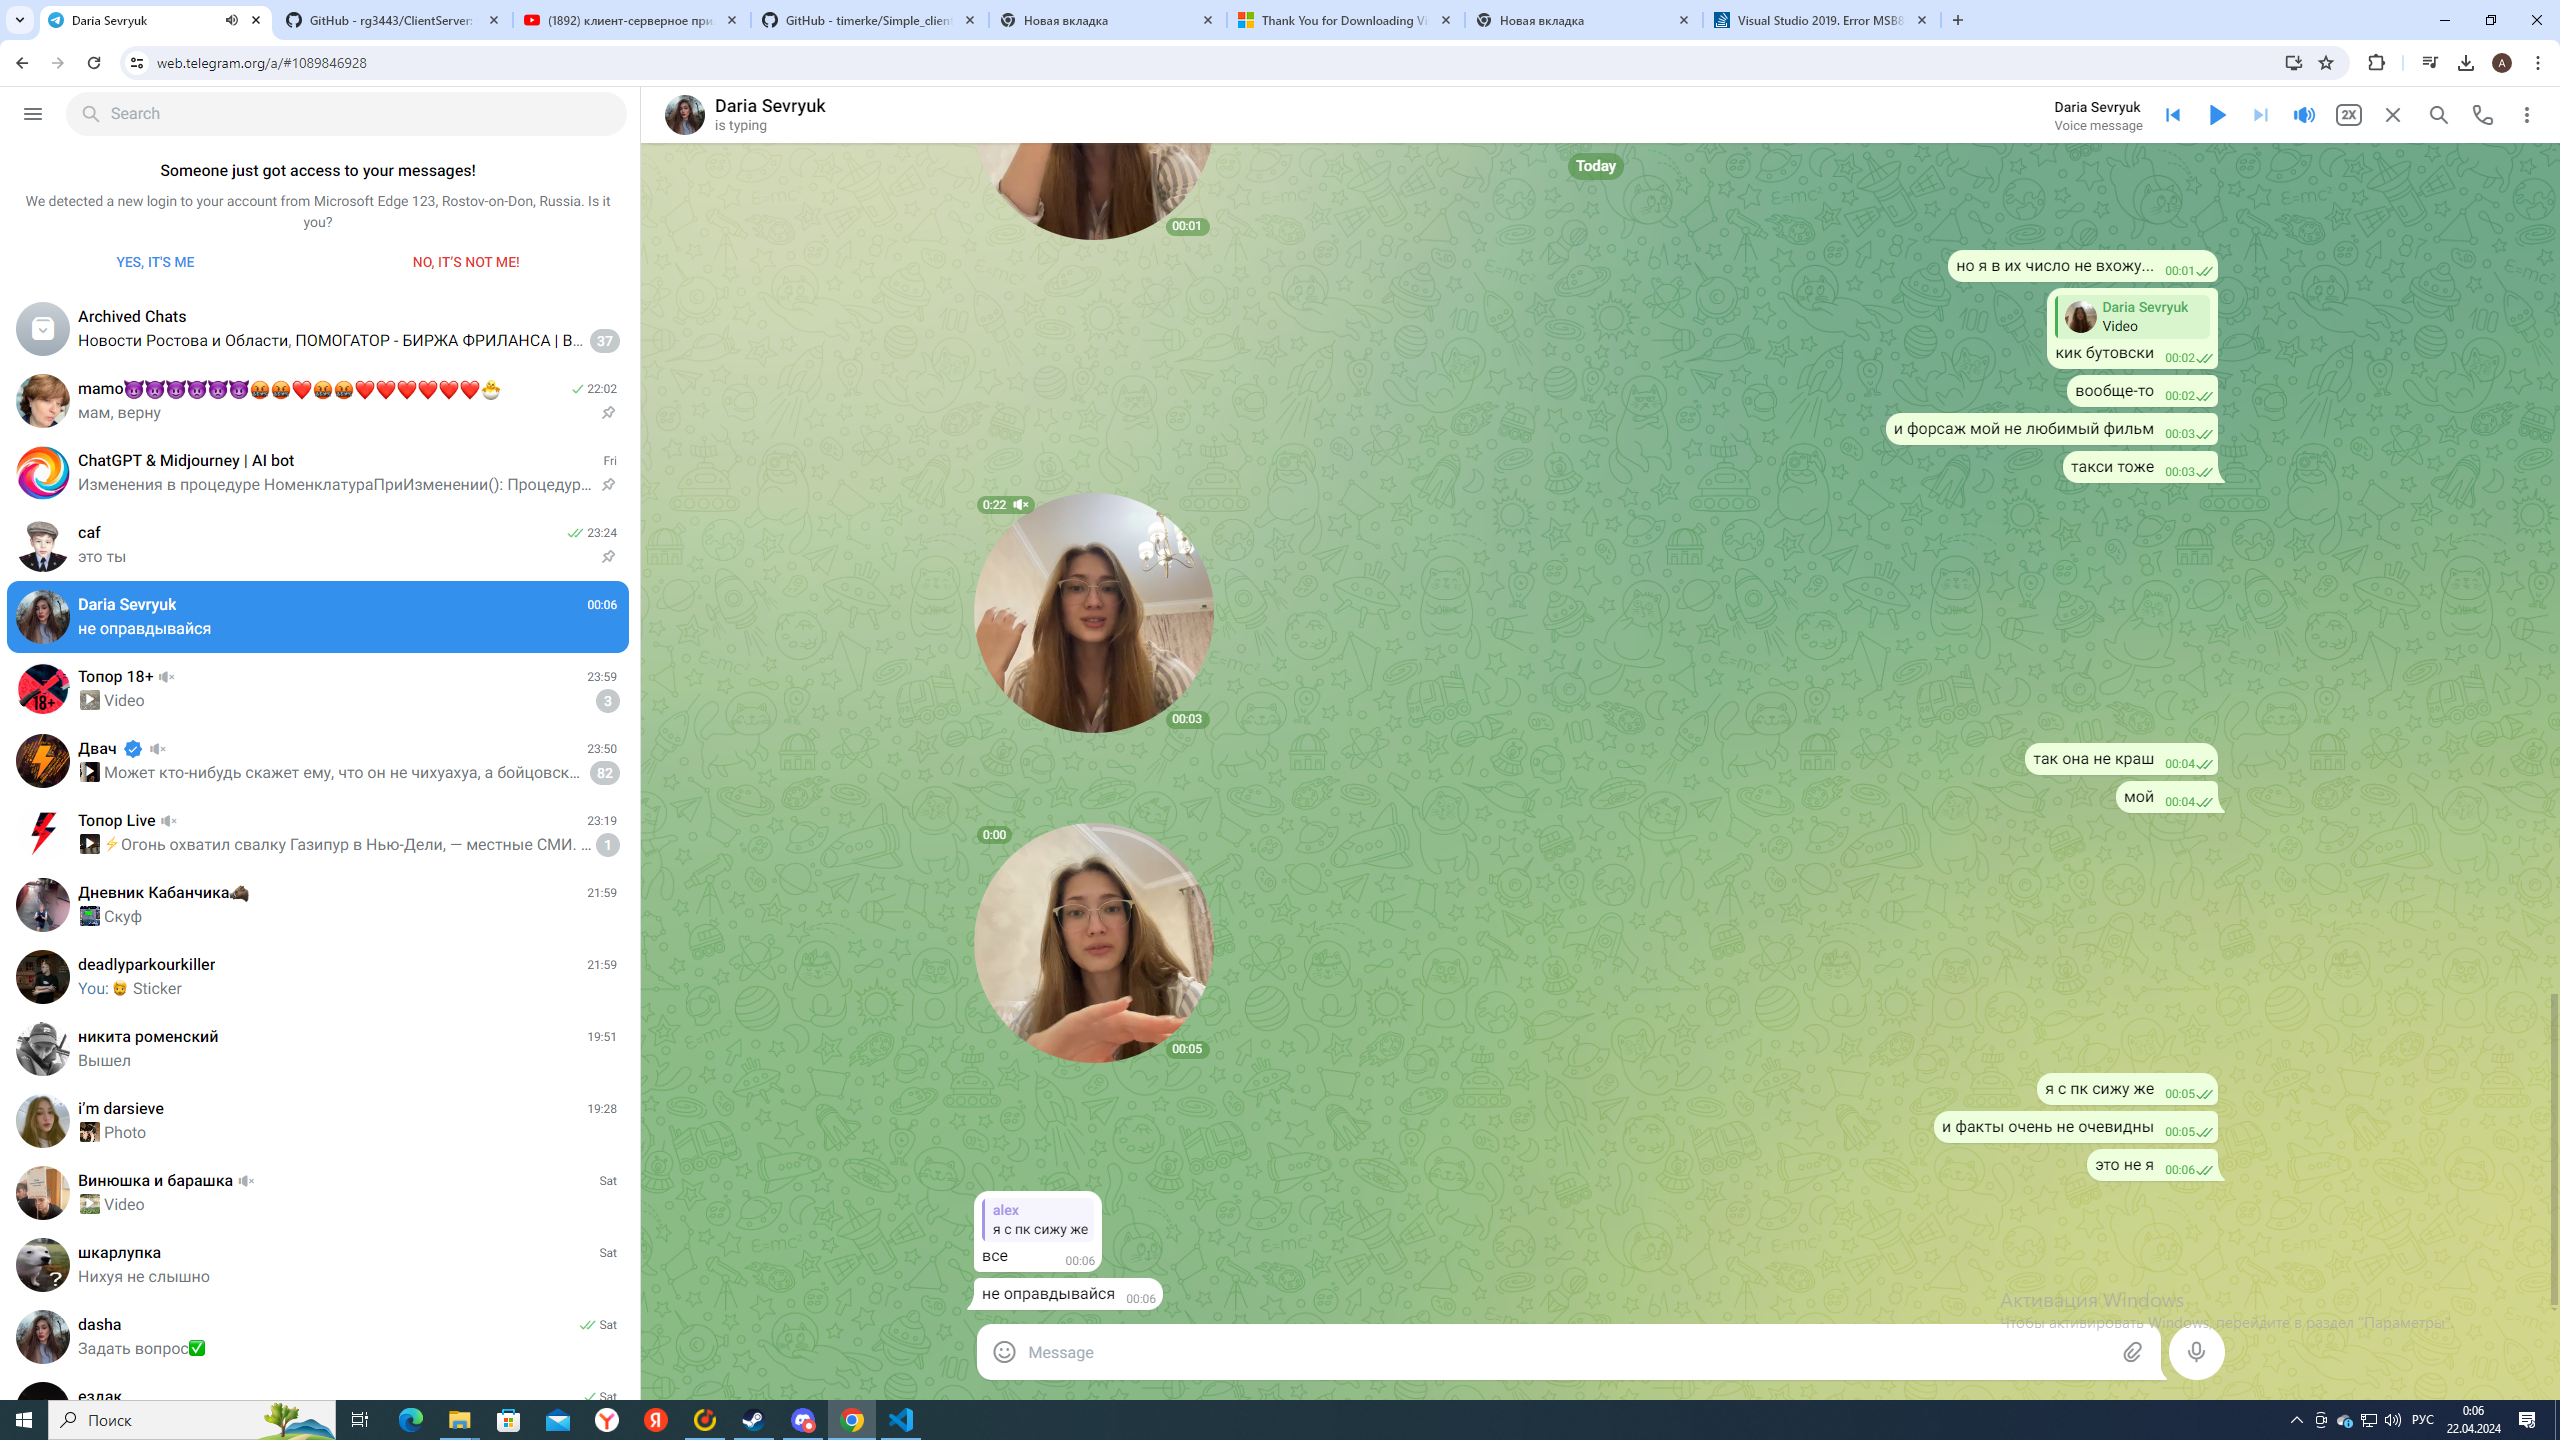 Daria Sevryuk
GitHub - rg3443/ClientServer:
(1892) клиент-серверное при
GitHub - timerke/Simple_client
Новая вкладка
Thank You for Downloading Vi
Новая вкладка
Visual Studio 2019. Error MSB8
web.telegram.org/a/#1089846928
A
Search
Daria Sevryuk
is typing
Daria Sevryuk
Voice message
2X
Someone just got access to your messages!
We detected a new login to your account from Microsoft Edge 123, Rostov-on-Don, Russia. Is it
you?
YES, IT'S ME
NO, IT'S NOT ME!
Archived Chats
Новости Ростова и Области, ПОМОГАТОР - БИРЖА ФРИЛАНСА | В...
37
mamo😈👿😈👿😈👿🤬🤬❤️🤬🤬❤️❤️❤️❤️❤️❤️🐣
22:02
мам, верну
ChatGPT & Midjourney | AI bot
Fri
Изменения в процедуре НоменклатураПриИзменении(): Процедур...
caf
23:24
это ты
Daria Sevryuk
00:06
не оправдывайся
Топор 18+
23:59
Video
3
18+
Двач
23:50
Может кто-нибудь скажет ему, что он не чихуахуа, а бойцовск...
82
Топор Live
23:19
⚡Огонь охватил свалку Газипур в Нью-Дели, — местные СМИ. ...
1
Дневник Кабанчика🐗
21:59
Скуф
deadlyparkourkiller
21:59
You: Sticker
никита роменский
19:51
Вышел
i'm darsieve
19:28
Photo
Винюшка и барашка
Sat
Video
шкарлупка
Sat
Нихуя не слышно
?
dasha
Sat
Задать вопрос✅
ездак
Sat
Today
00:01
но я в их число не вхожу... 00:01
Daria Sevryuk
Video
кик бутовски 00:02
вообще-то 00:02
и форсаж мой не любимый фильм 00:03
такси тоже 00:03
0:22
00:03
так она не краш 00:04
мой 00:04
0:00
00:05
я с пк сижу же 00:05
и факты очень не очевидны 00:05
это не я 00:06
alex
я с пк сижу же
все 00:06
не оправдывайся 00:06
Активация Windows
Чтобы активировать Windows, перейдите в раздел "Параметры".
Message
Поиск
РУС
0:06
22.04.2024